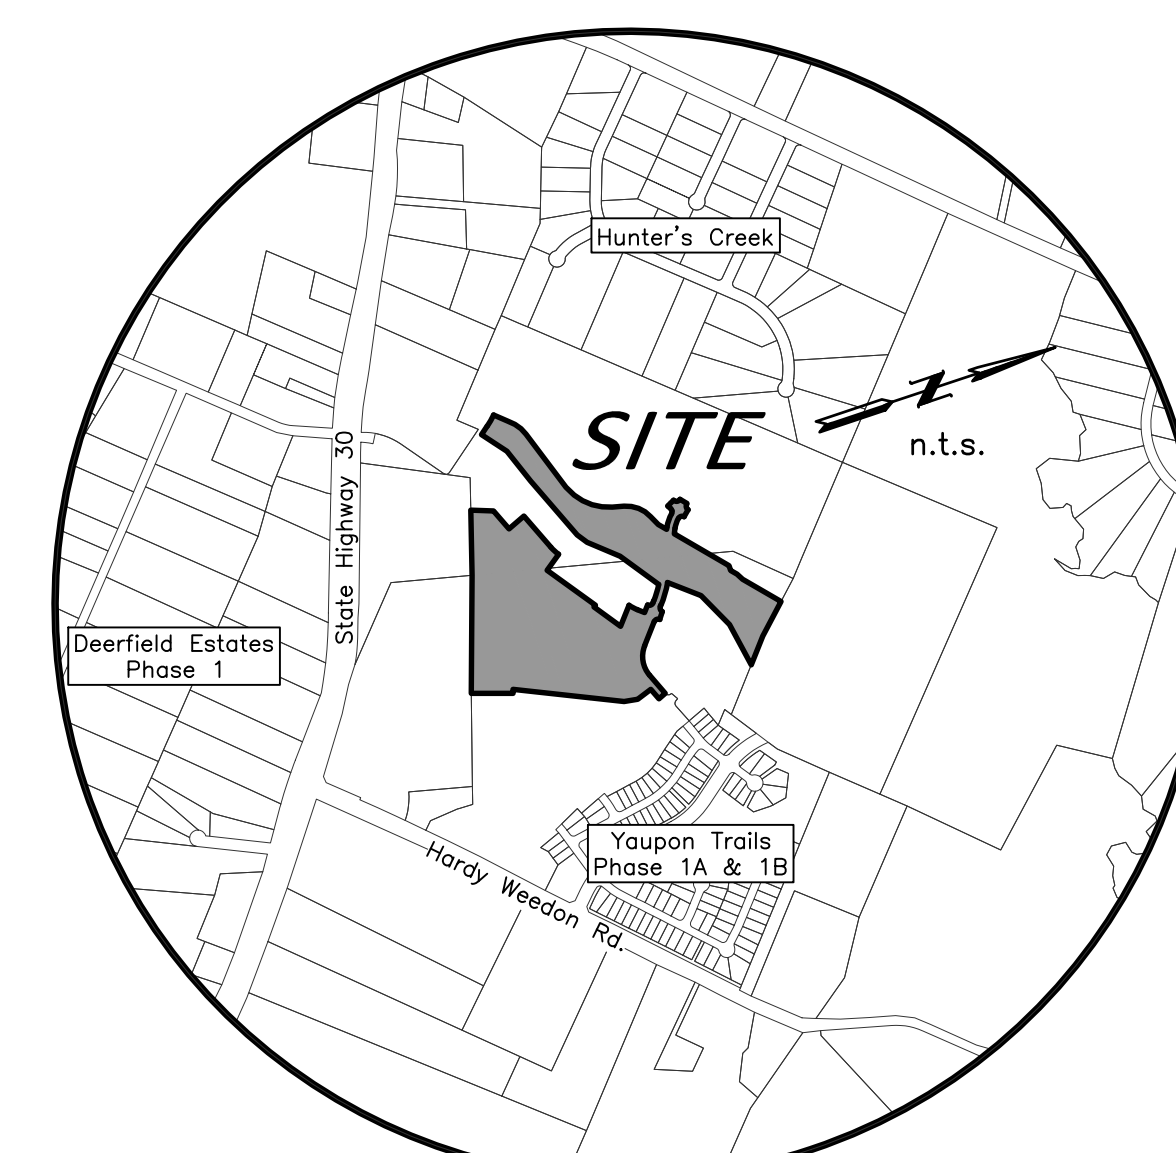 Hunter's Creek
SITE
N
n.t.s.
State Highway 30
Deerfield Estates
Phase 1
Yaupon Trails
Phase 1A & 1B
Hardy Weedon Rd.